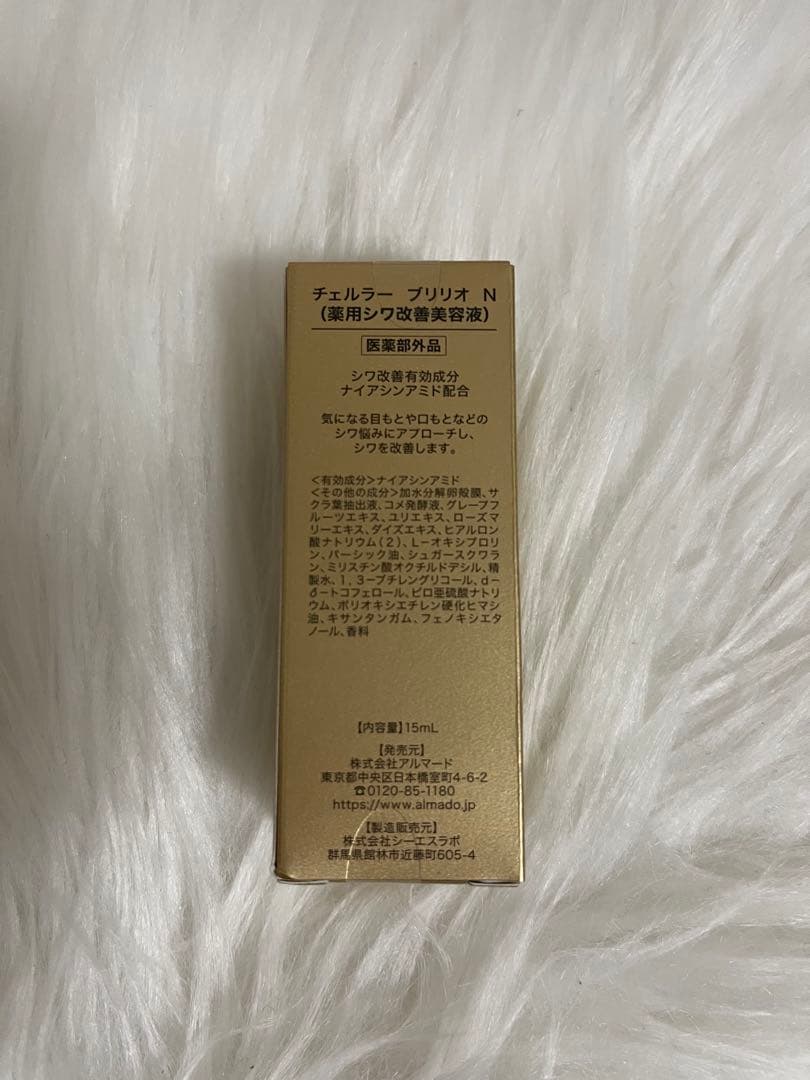 チェルラー ブリリオ N
(薬用シワ改善美容液)
医薬部外品
シワ改善有効成分
ナイアシンアミド配合
気になる目もとや口もとなどの
シワ悩みにアプローチし、
シワを改善します。
<有効成分>ナイアシンアミド
<その他の成分>加水分解卵殻膜、サ
クラ葉抽出液、コメ発酵液、グレープフ
ルーツエキス、ユリエキス、ローズマ
リーエキス、ダイズエキス、ヒアルロン
酸ナトリウム(2)、L-オキシプロリ
ン、パーシック油、シュガースクワラ
ン、ミリスチン酸オクチルドデシル、精
製水、1,3-ブチレングリコール、d-
δ-トコフェロール、ピロ亜硫酸ナトリ
ウム、ポリオキシエチレン硬化ヒマシ
油、キサンタンガム、フェノキシエタ
ノール、香料
【内容量】15mL
【発売元】
株式会社アルマード
東京都中央区日本橋室町4-6-2
☎0120-85-1180
https://www.almado.jp
【製造販売元】
株式会社シーエスラボ
群馬県館林市近藤町605-4